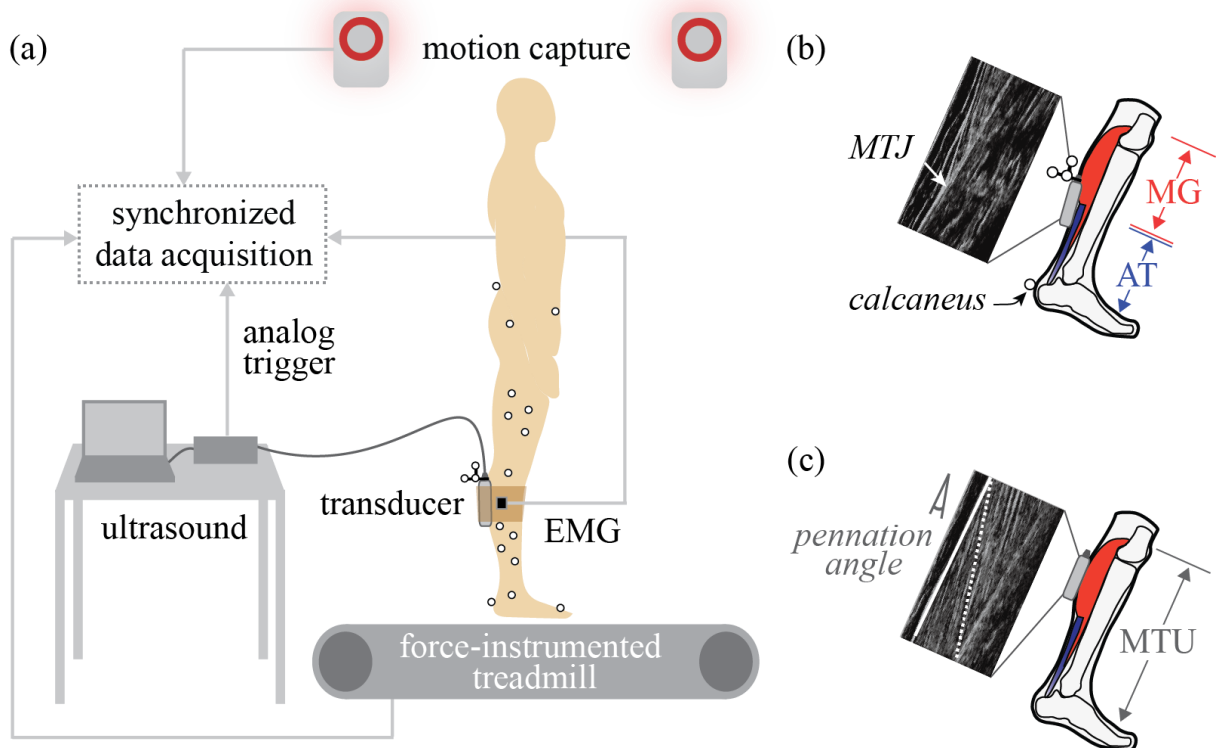 (a)
motion capture
synchronized
data acquisition
analog
trigger
transducer
ultrasound
EMG
force-instrumented
treadmill
(b)
MTJ
MG
AT
calcaneus
(c)
pennation
angle
MTU